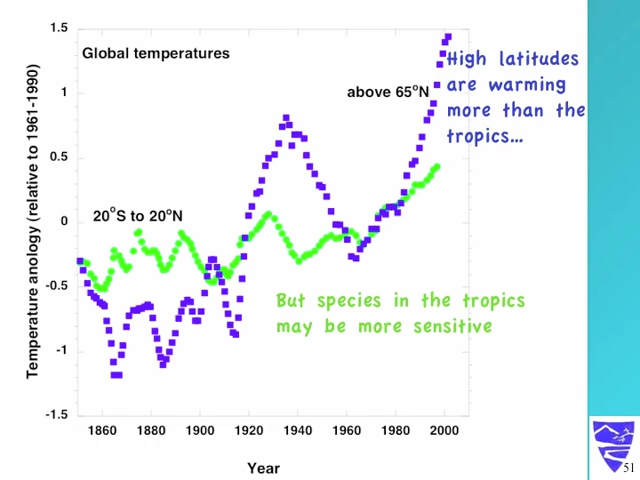 1.5
Global temperatures
High latitudes
are warming
more than the
tropics...
above 65°N
1
0.5
20°S to 20°N
0
-0.5
But species in the tropics
may be more sensitive
-1
-1.5
Temperature anology (relative to 1961-1990)
1860 1880 1900 1920 1940 1960 1980 2000
Year
51